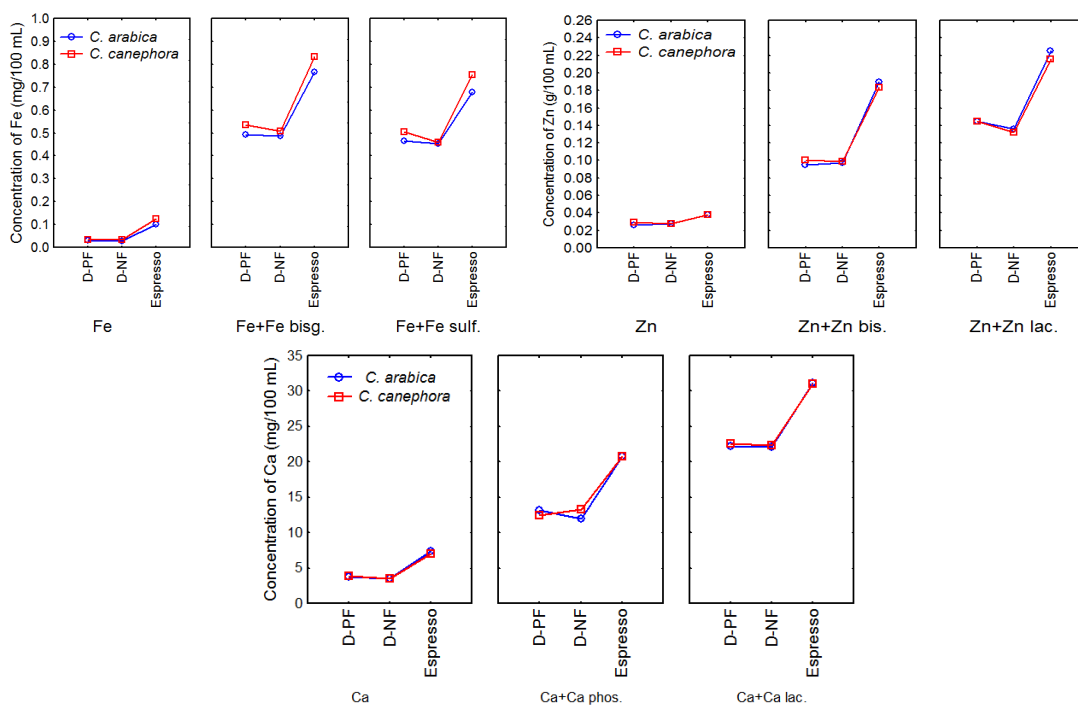 Concentration of Fe (mg/100 mL)
1.0
0.9
0.8
0.7
0.6
0.5
0.4
0.3
0.2
0.1
0.0
C. arabica
C. canephora
D-PF
D-NF
Espresso
D-PF
D-NF
Espresso
D-PF
D-NF
Espresso
Fe
Fe+Fe bisg.
Fe+Fe sulf.
Concentration of Zn (g/100 mL)
0.26
0.24
0.22
0.20
0.18
0.16
0.14
0.12
0.10
0.08
0.06
0.04
0.02
0.00
C. arabica
C. canephora
D-PF
D-NF
Espresso
D-PF
D-NF
Espresso
D-PF
D-NF
Espresso
Zn
Zn+Zn bis.
Zn+Zn lac.
Concentration of Ca (mg/100 mL)
35
30
25
20
15
10
5
0
C. arabica
C. canephora
D-PF
D-NF
Espresso
D-PF
D-NF
Espresso
D-PF
D-NF
Espresso
Ca
Ca+Ca phos.
Ca+Ca lac.